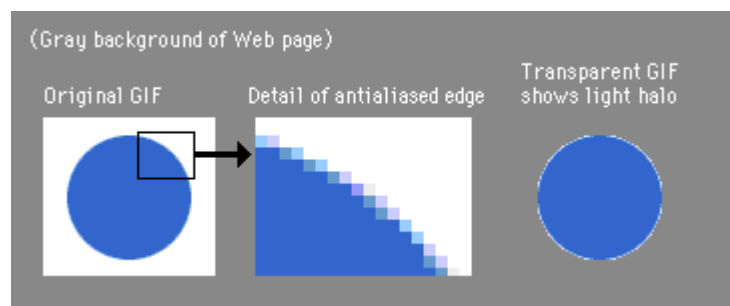 (Gray background of Web page)
Original GIF
Detail of antialiased edge
Transparent GIF
shows light halo